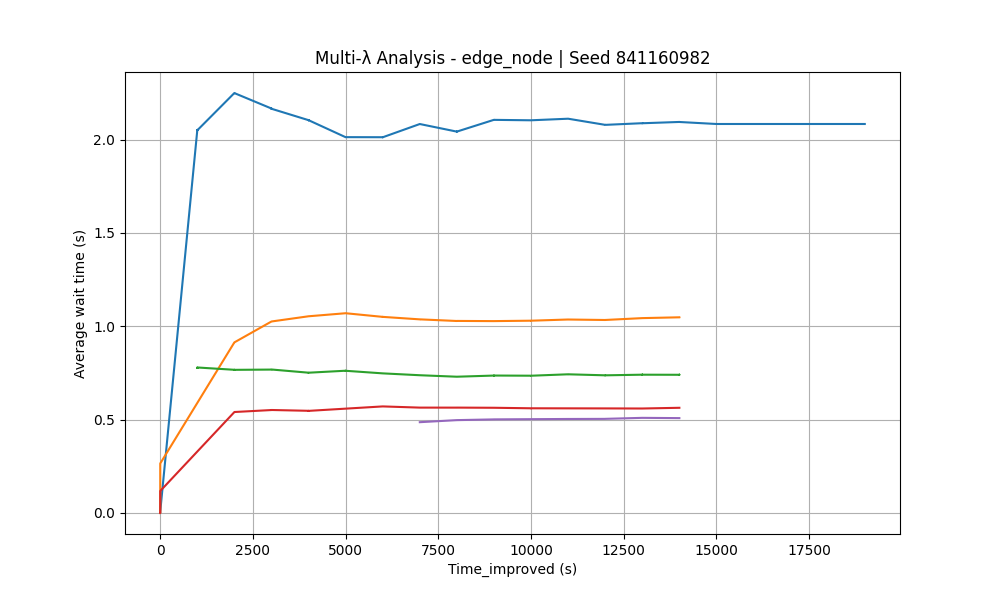 Multi-λ Analysis - edge_node | Seed 841160982
Average wait time (s)
2.0
1.5
1.0
0.5
0.0
0 2500 5000 7500 10000 12500 15000 17500
Time_improved (s)